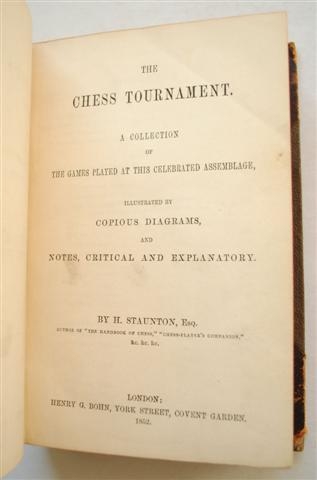 THE
CHESS TOURNAMENT.
A COLLECTION
OF
THE GAMES PLAYED AT THIS CELEBRATED ASSEMBLAGE,
ILLUSTRATED BY
COPIOUS DIAGRAMS,
AND
NOTES, CRITICAL AND EXPLANATORY.
BY H. STAUNTON, ESQ.
AUTHOR OF "THE HANDBOOK OF CHESS," "CHESS-PLAYER'S COMPANION,"
&c. &c. &c.
LONDON:
HENRY G. BOHN, YORK STREET, COVENT GARDEN.
1852.